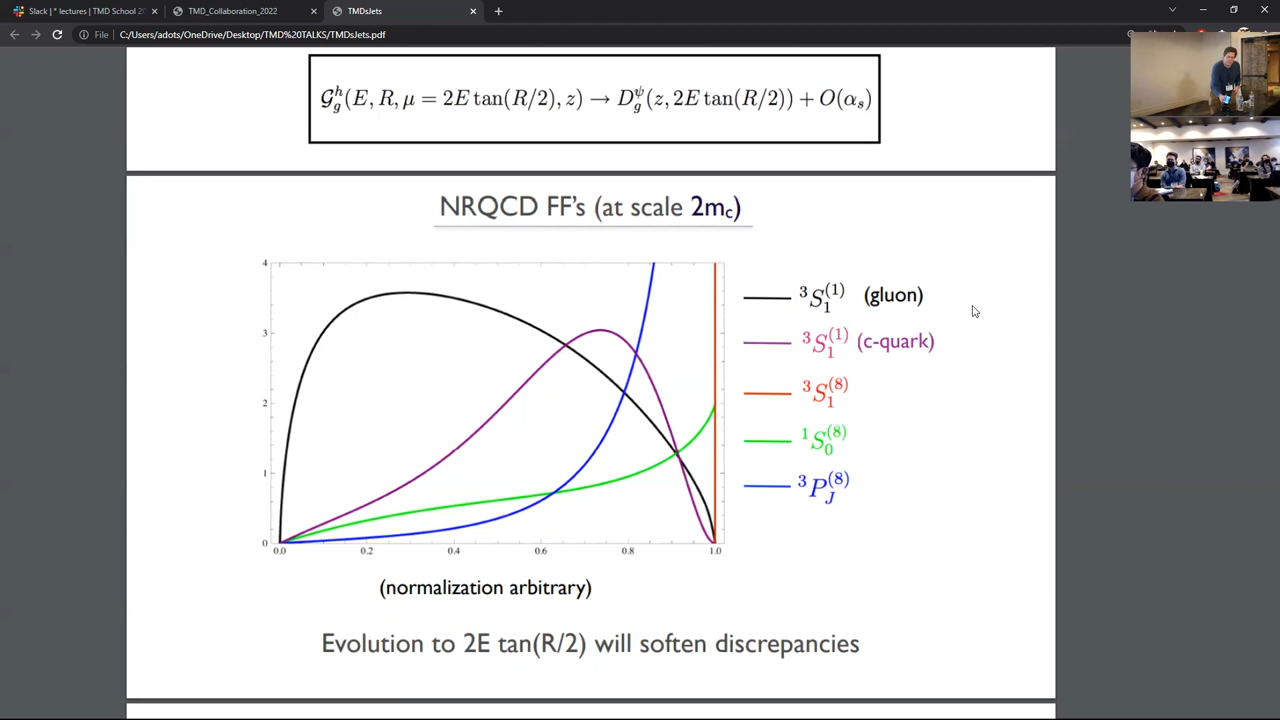 Slack | * lectures | TMD School 20
TMD_Collaboration_2022
TMDsJets
File | C:/Users/adots/OneDrive/Desktop/TMD%20TALKS/TMDsJets.pdf
𝒢_g^h(E, R, μ = 2E tan(R/2), z) → D_g^ψ(z, 2E tan(R/2)) + O(α_s)
NRQCD FF's (at scale 2m_c)
4
3
2
1
0
0.0 0.2 0.4 0.6 0.8 1.0
³S₁⁽¹⁾ (gluon)
³S₁⁽¹⁾ (c-quark)
³S₁⁽⁸⁾
¹S₀⁽⁸⁾
³P_J⁽⁸⁾
(normalization arbitrary)
Evolution to 2E tan(R/2) will soften discrepancies